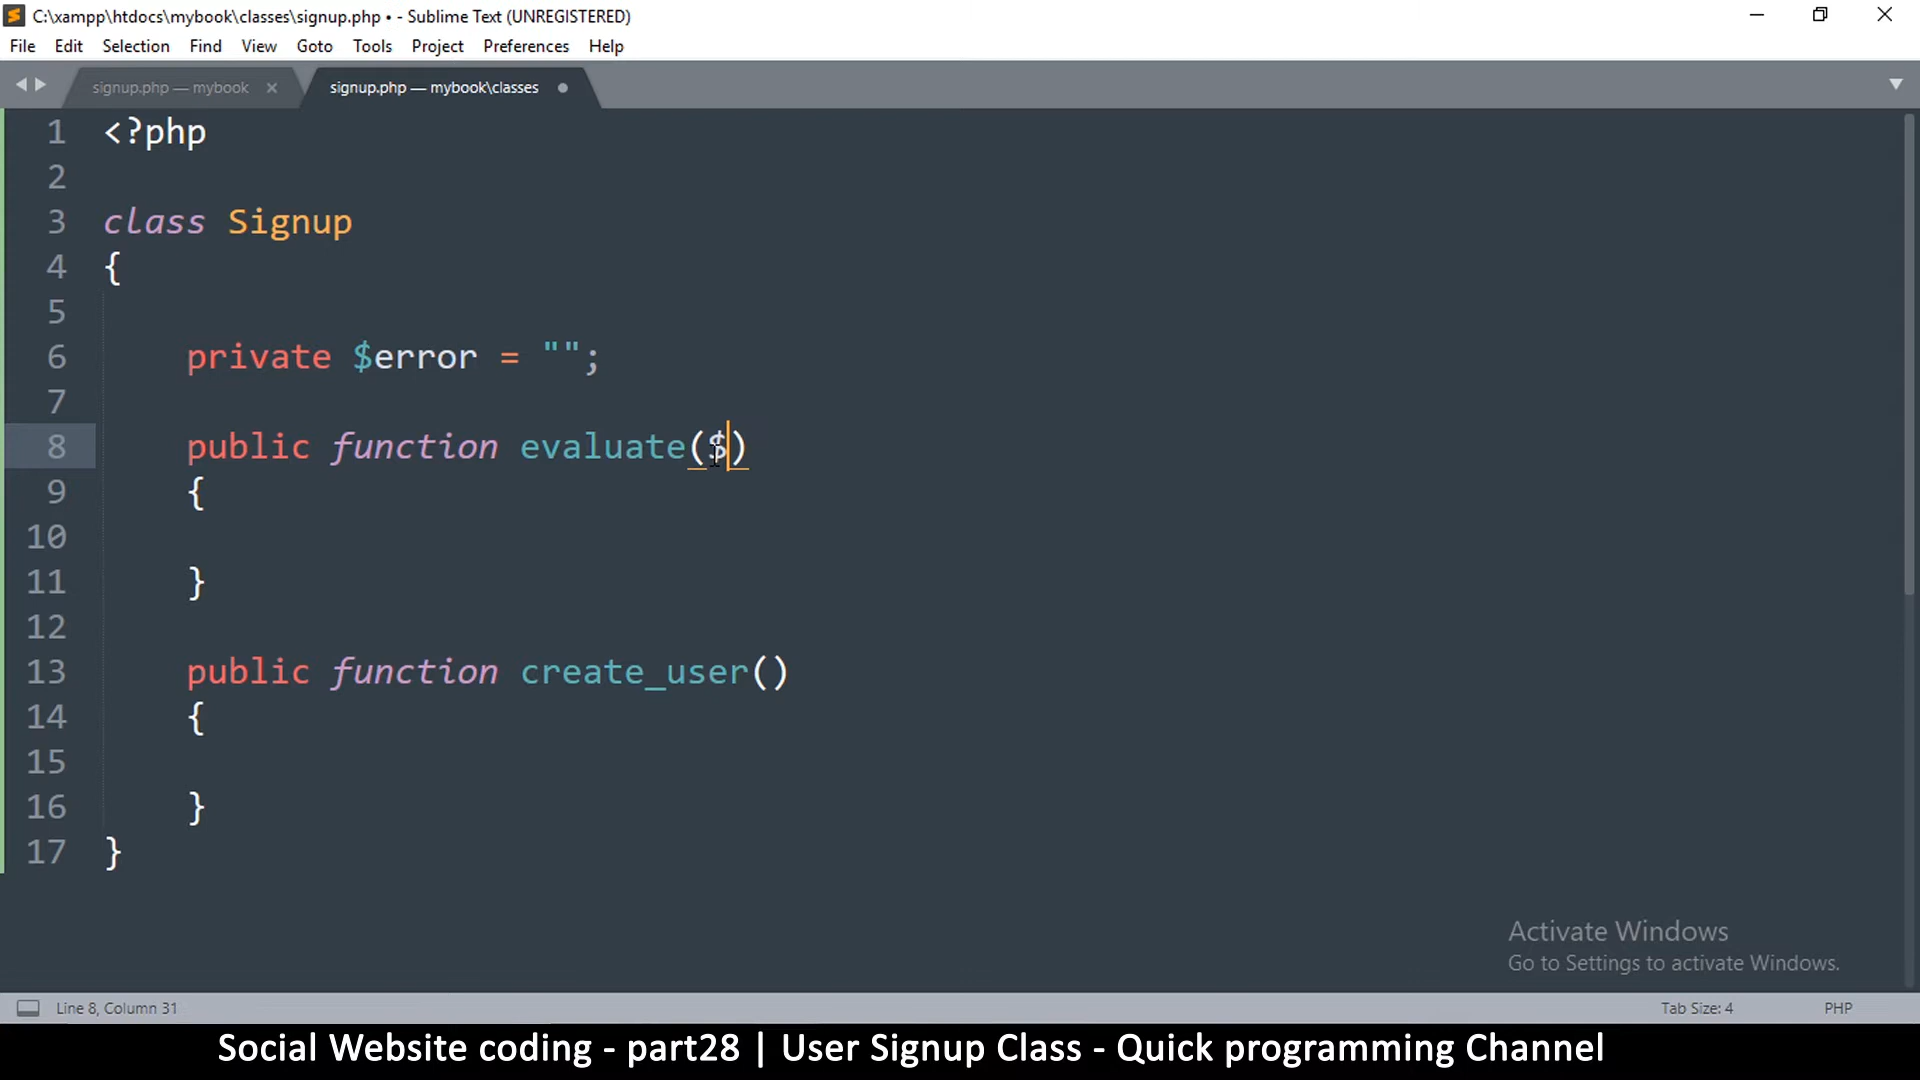 C:\xampp\htdocs\mybook\classes\signup.php • - Sublime Text (UNREGISTERED)
File Edit Selection Find View Goto Tools Project Preferences Help
signup.php — mybook signup.php — mybook\classes
1 <?php
2
3 class Signup
4 {
5
6 private $error = "";
7
8 public function evaluate($)
9 {
10
11 }
12
13 public function create_user()
14 {
15
16 }
17 }
Activate Windows
Go to Settings to activate Windows.
Line 8, Column 31 Tab Size: 4 PHP
Social Website coding - part28 | User Signup Class - Quick programming Channel